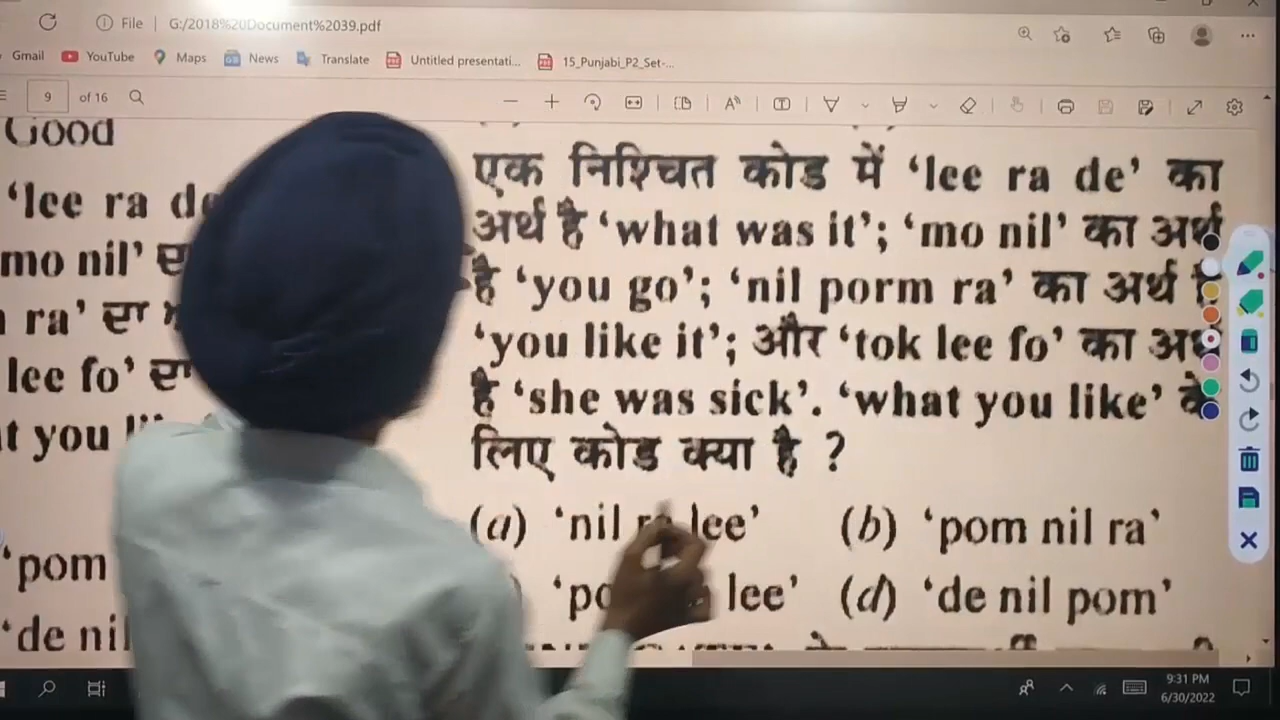 File G:/2018%20Document%2039.pdf
Gmail YouTube Maps News Translate Untitled presentati... 15_Punjabi_P2_Set-...
9 of 16
Good
'lee ra de
mo nil' ਦ
ra' ਦਾ
lee fo' ਦਾ
t you
'pom
'de nil
एक निश्चित कोड में 'lee ra de' का
अर्थ है 'what was it'; 'mo nil' का अर्थ
है 'you go'; 'nil porm ra' का अर्थ
'you like it'; और 'tok lee fo' का अर्थ
है 'she was sick'. 'what you like' के
लिए कोड क्या है ?
(a) 'nil ra lee' (b) 'pom nil ra'
lee' (d) 'de nil pom'
9:31 PM
6/30/2022